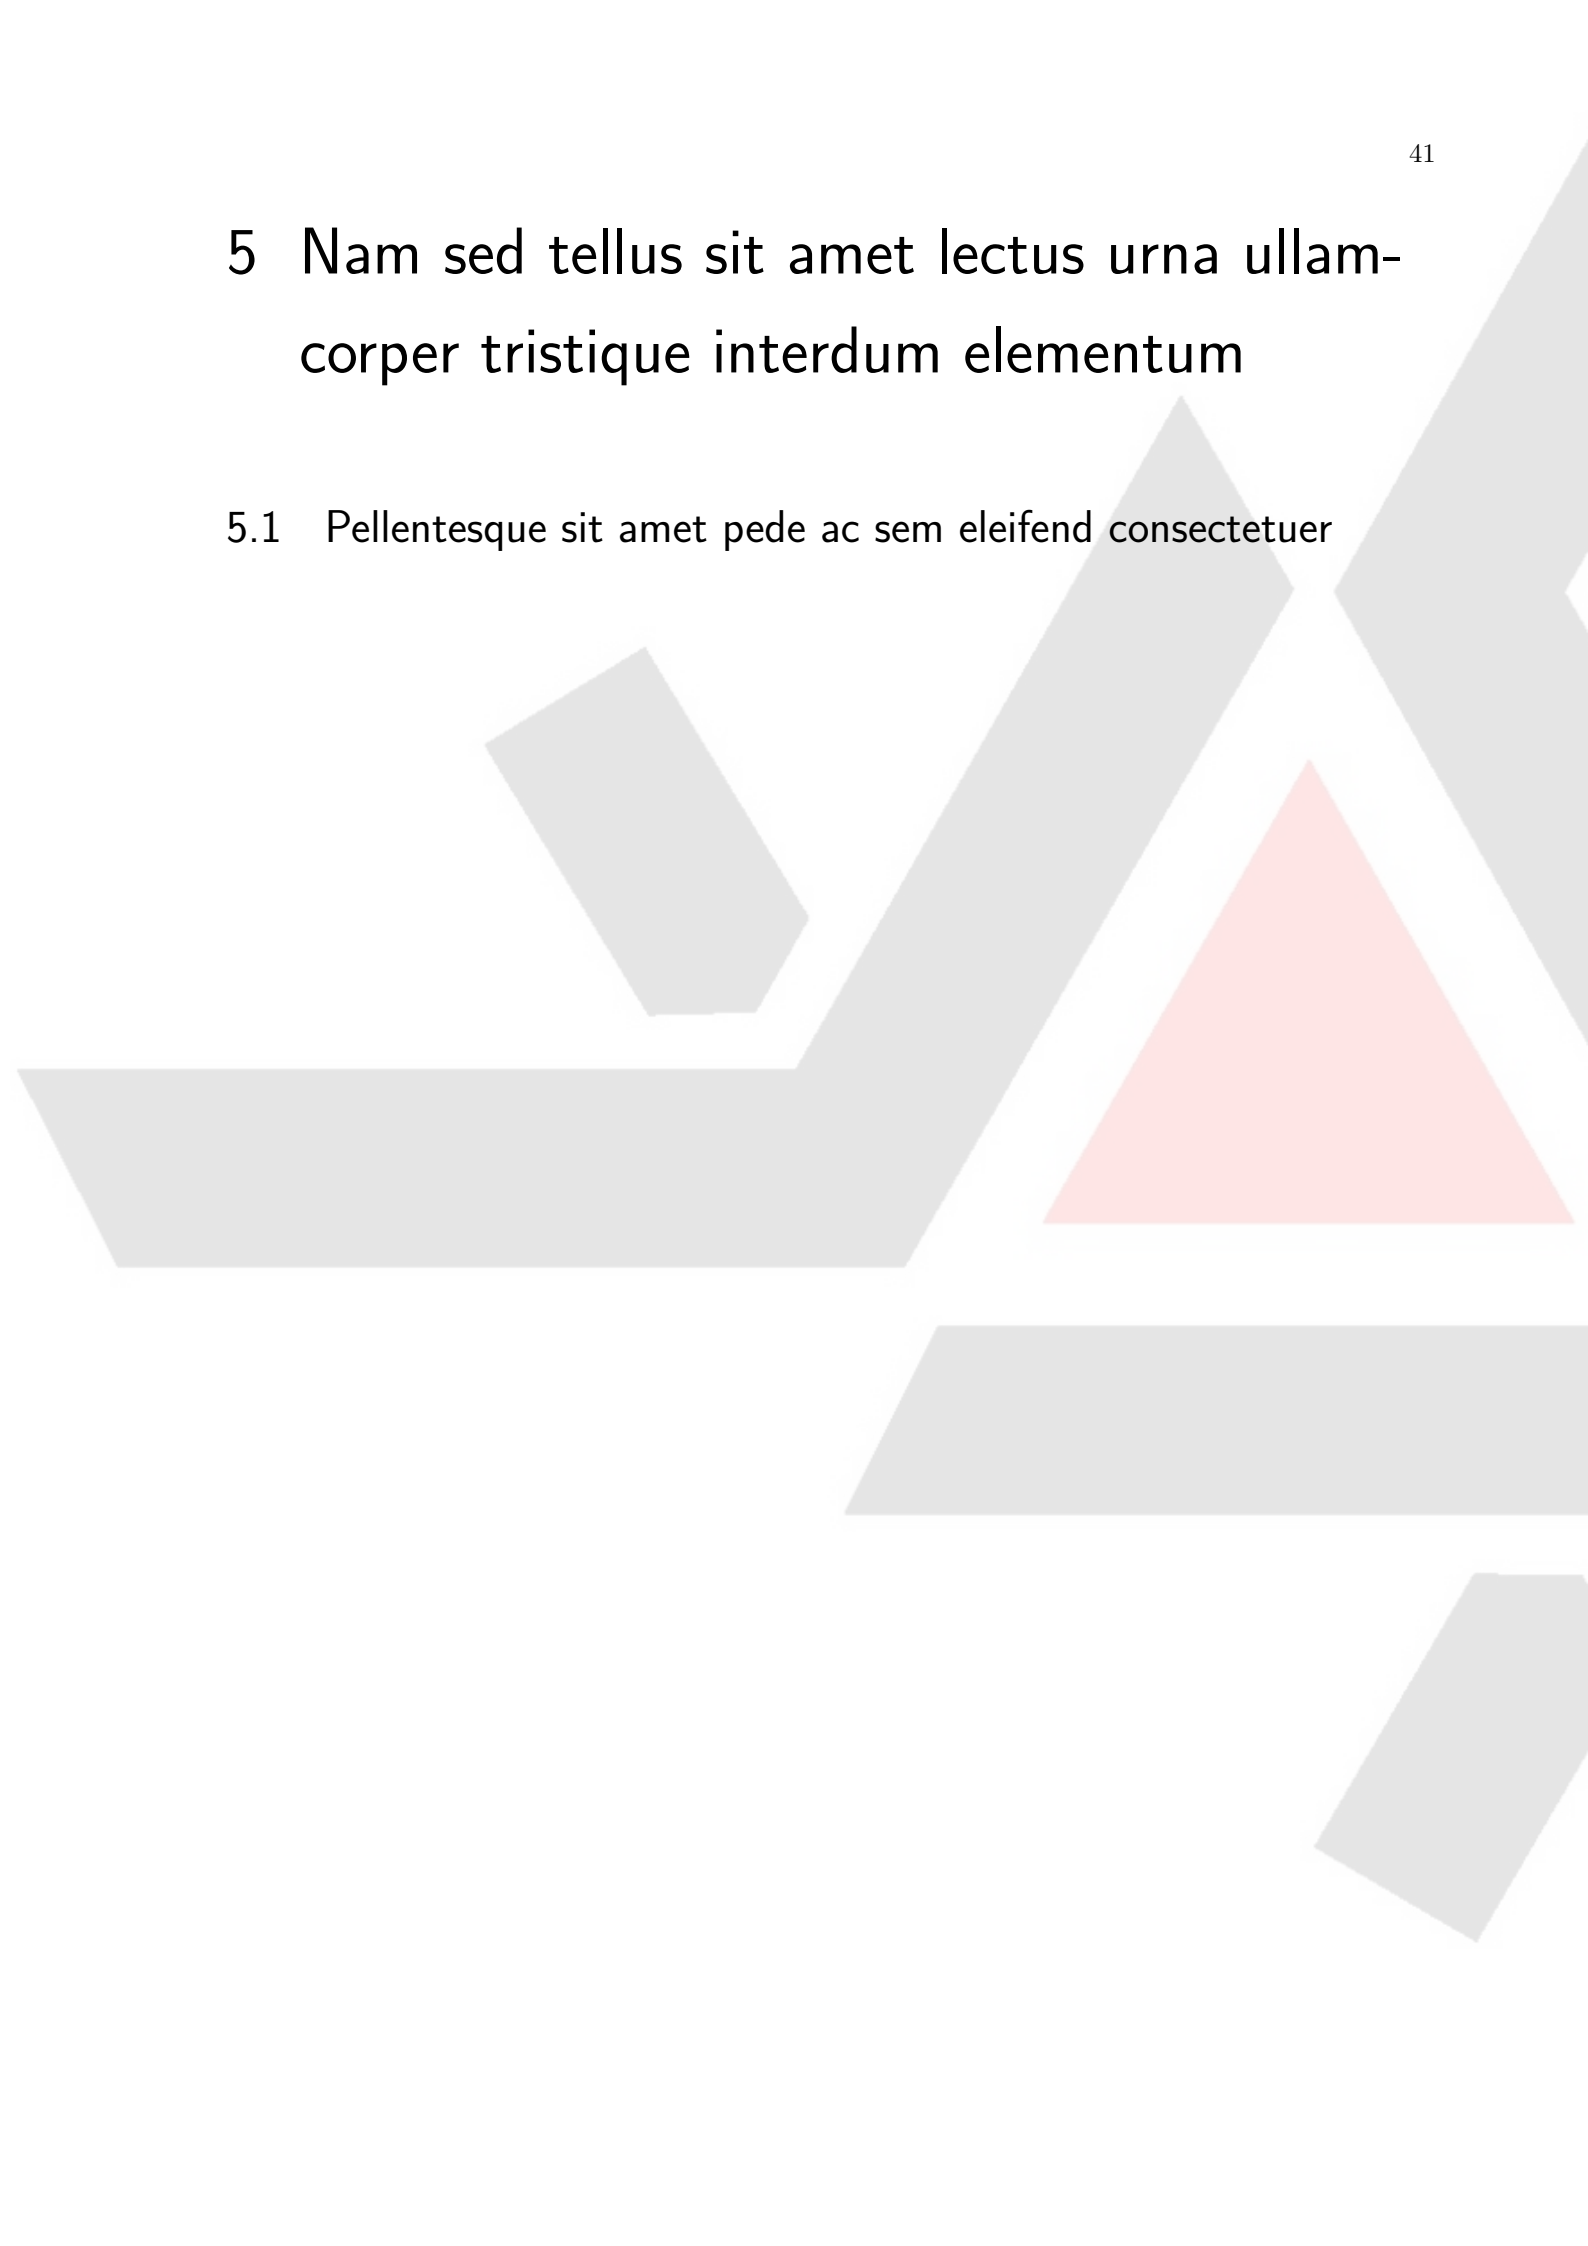 41
5 Nam sed tellus sit amet lectus urna ullam-
corper tristique interdum elementum
5.1 Pellentesque sit amet pede ac sem eleifend consectetuer